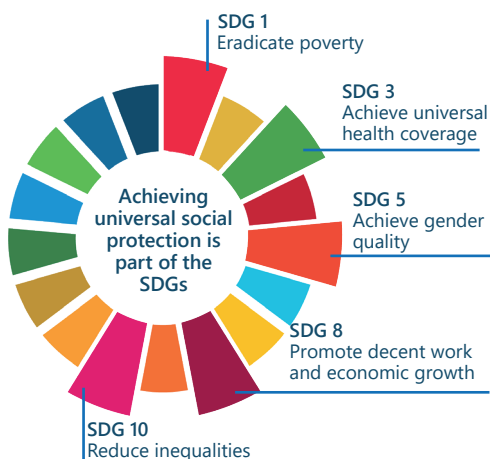 SDG 1
Eradicate poverty
SDG 3
Achieve universal
health coverage
Achieving
universal social
protection is
part of the
SDGs
SDG 5
Achieve gender
quality
SDG 8
Promote decent work
and economic growth
SDG 10
Reduce inequalities